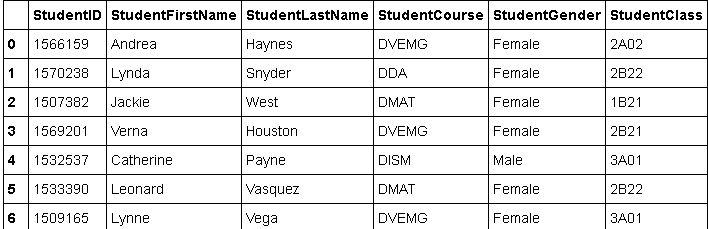 StudentID StudentFirstName StudentLastName StudentCourse StudentGender StudentClass
0 1566159 Andrea Haynes DVEMG Female 2A02
1 1570238 Lynda Snyder DDA Female 2B22
2 1507382 Jackie West DMAT Female 1B21
3 1569201 Verna Houston DVEMG Female 2B21
4 1532537 Catherine Payne DISM Male 3A01
5 1533390 Leonard Vasquez DMAT Female 2B22
6 1509165 Lynne Vega DVEMG Female 3A01